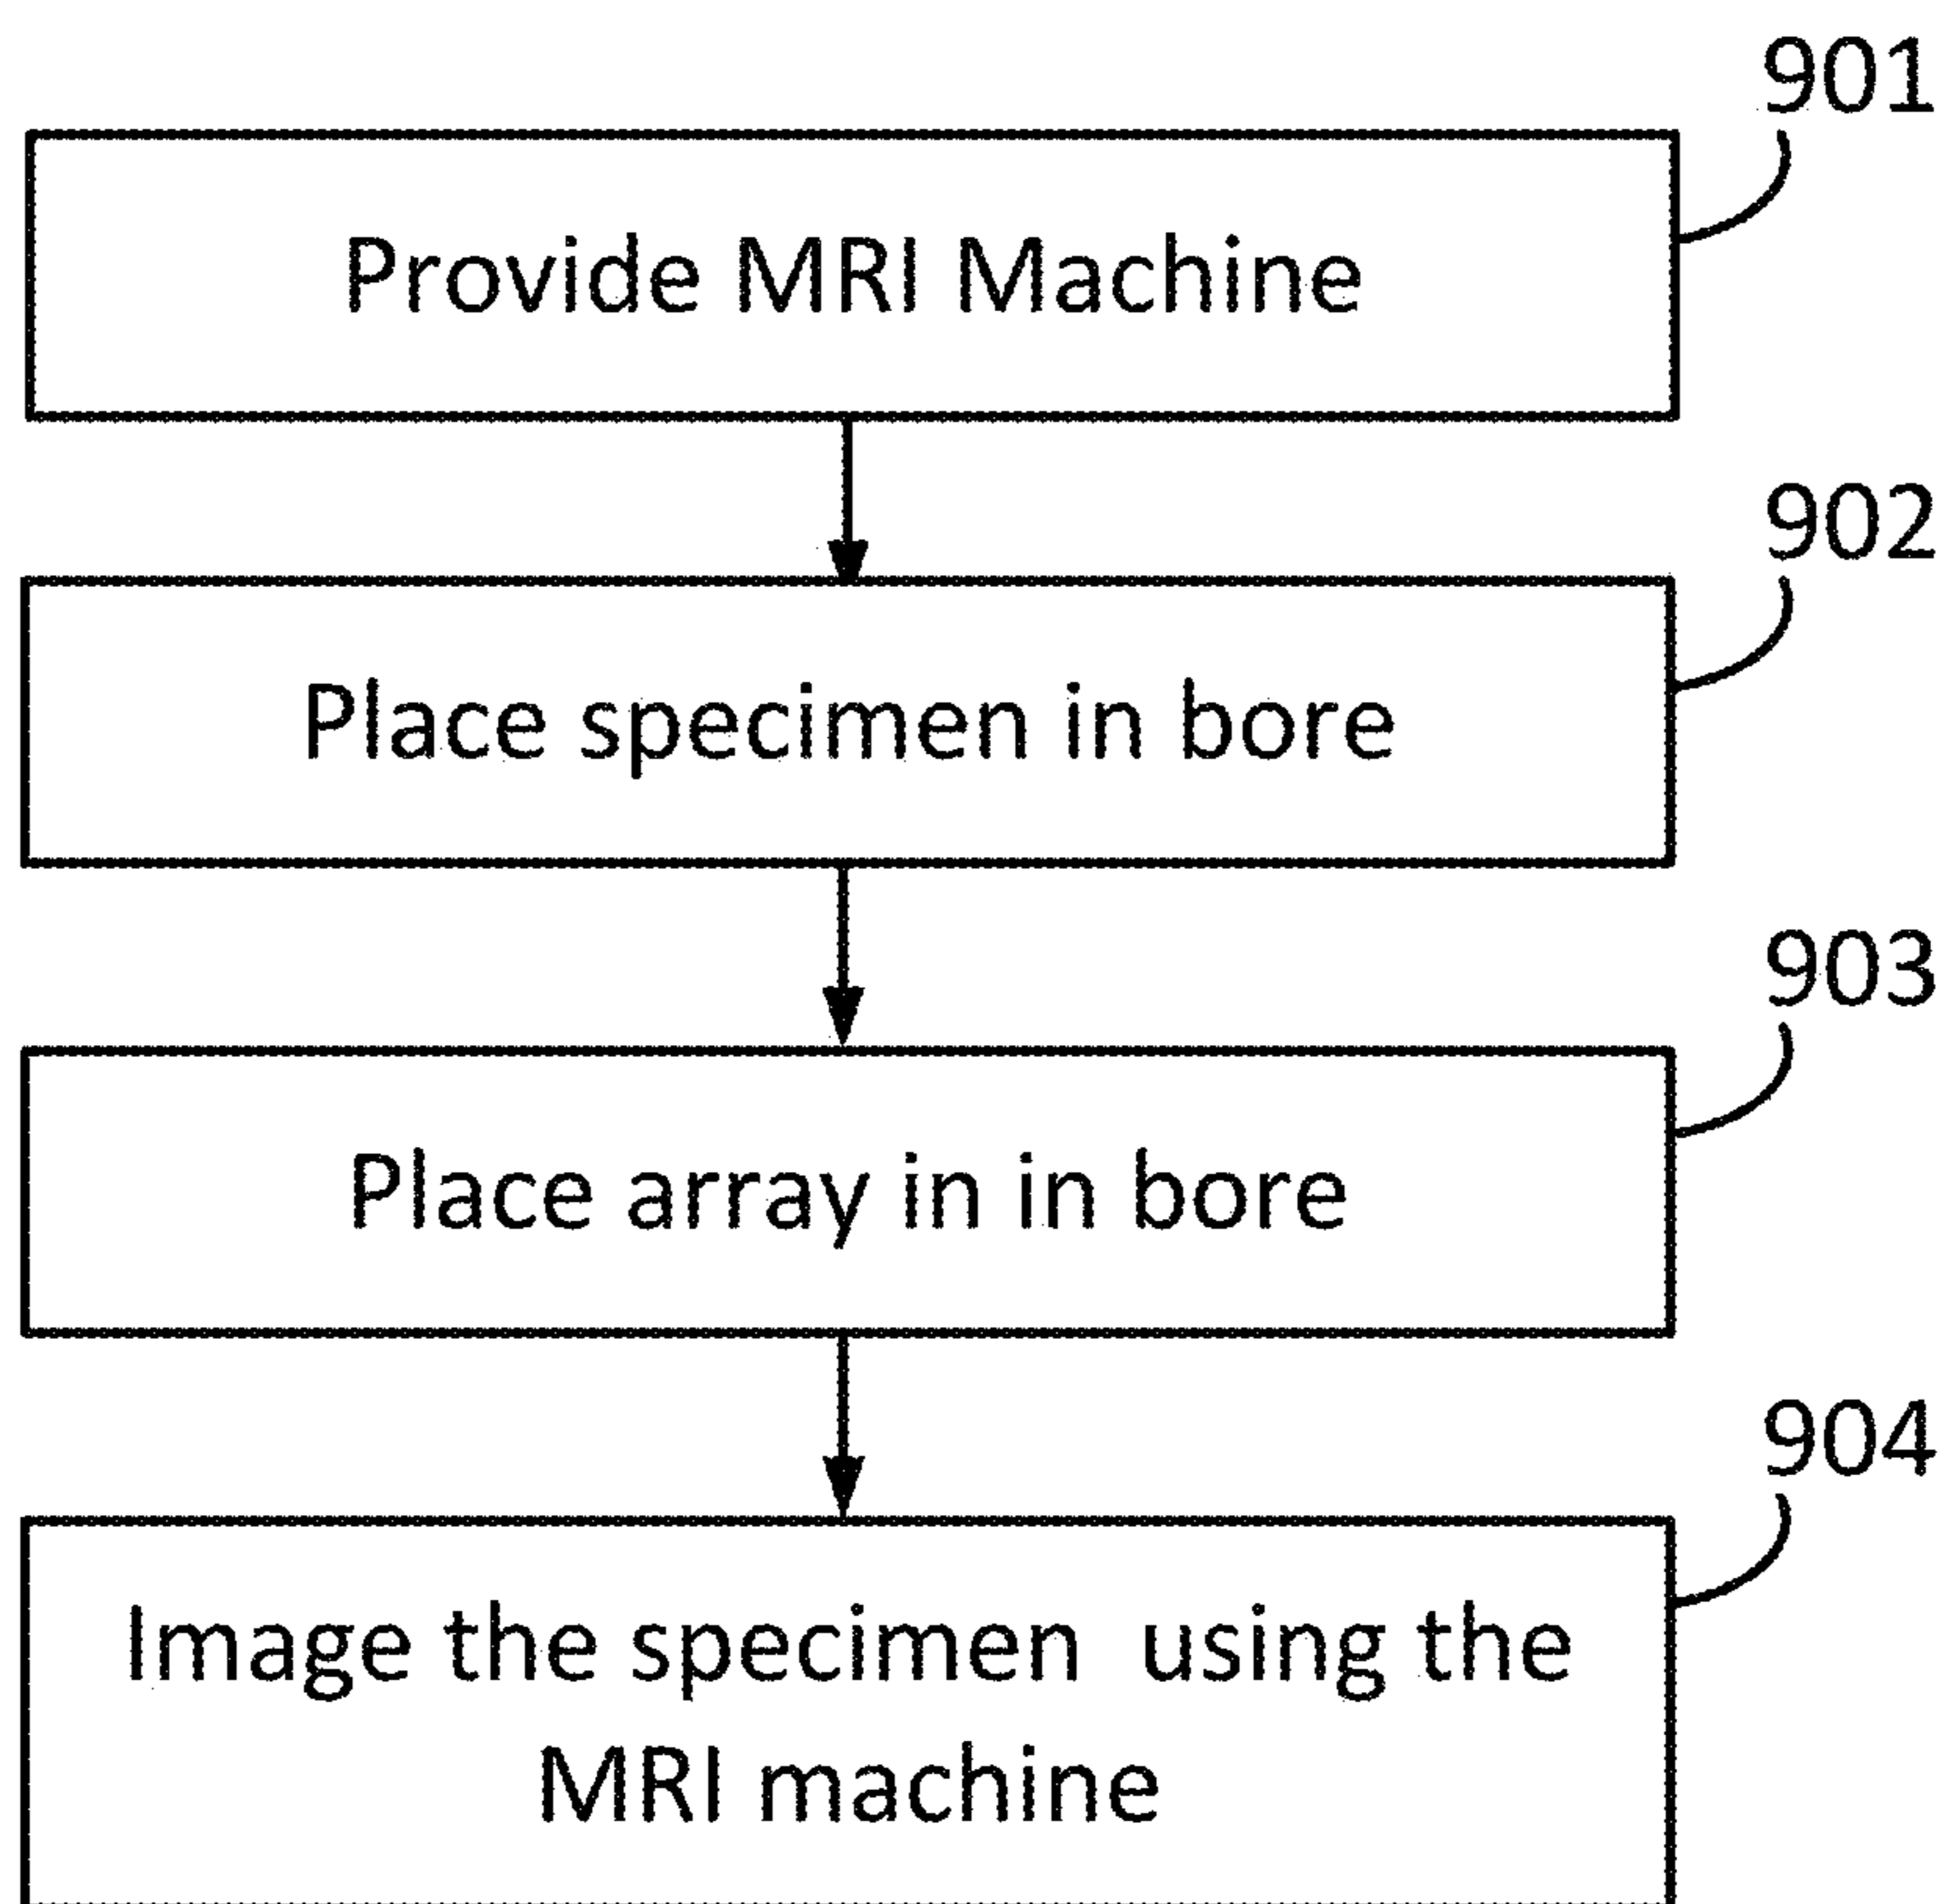 901
Provide MRI Machine
902
Place specimen in bore
903
Place array in in bore
904
Image the specimen  using the
MRI machine